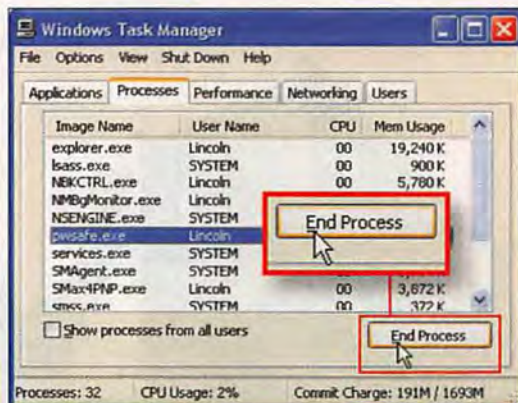 Windows Task Manager
File Options View Shut Down Help
Applications Processes Performance Networking Users
Image Name User Name CPU Mem Usage
explorer.exe Lincoln 00 19,240 K
lsass.exe SYSTEM 00 900 K
NBKCTRL.exe Lincoln 00 5,780 K
NMBgMonitor.exe Lincoln
NSENGINE.exe SYSTEM
pwsafe.exe Lincoln
End Process
services.exe SYSTEM
SMAgent.exe SYSTEM
SMax4PNP.exe Lincoln 00 3,872 K
smss.exe SYSTEM 00 372 K
Show processes from all users
End Process
Processes: 32 CPU Usage: 2% Commit Charge: 191M / 1693M